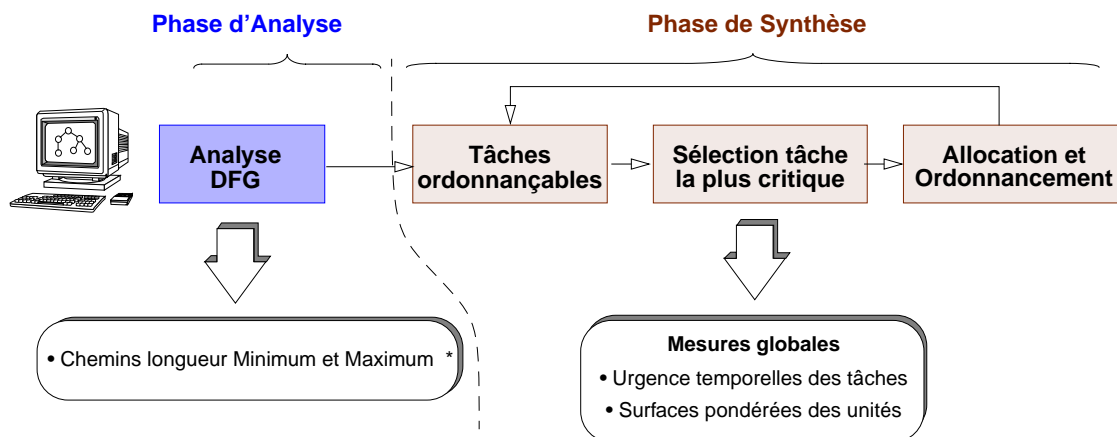 Phase d'Analyse
Phase de Synthèse
Analyse
DFG
Tâches
ordonnançables
Sélection tâche
la plus critique
Allocation et
Ordonnancement
• Chemins longueur Minimum et Maximum *
Mesures globales
• Urgence temporelles des tâches
• Surfaces pondérées des unités